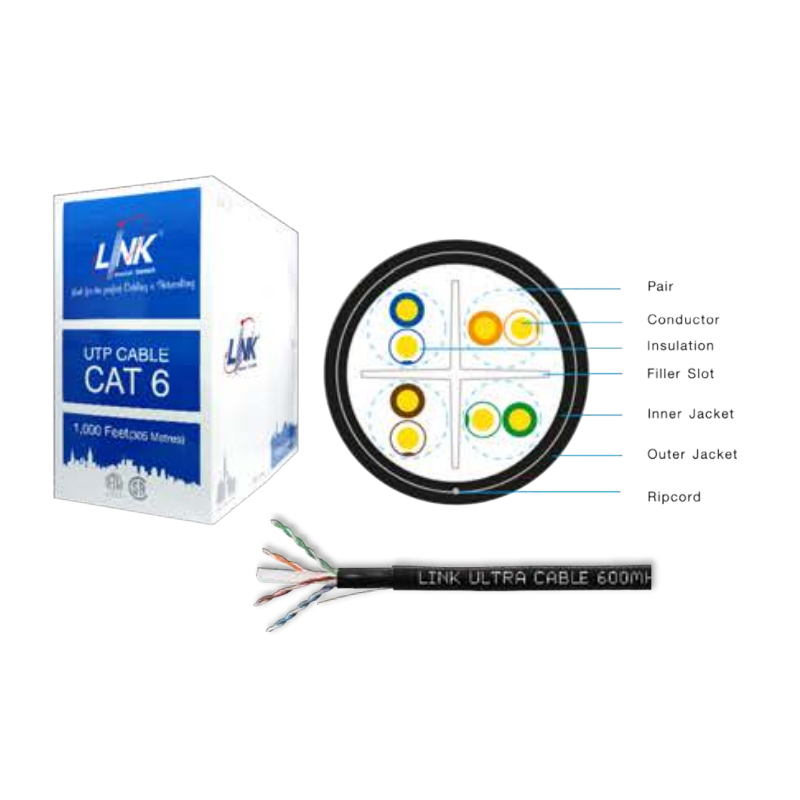 LINK
UTP CABLE
CAT 6
1,000 Feet(305 Metres)
LINK
Pair
Conductor
Insulation
Filler Slot
Inner Jacket
Outer Jacket
Ripcord
LINK ULTRA CABLE 600MH